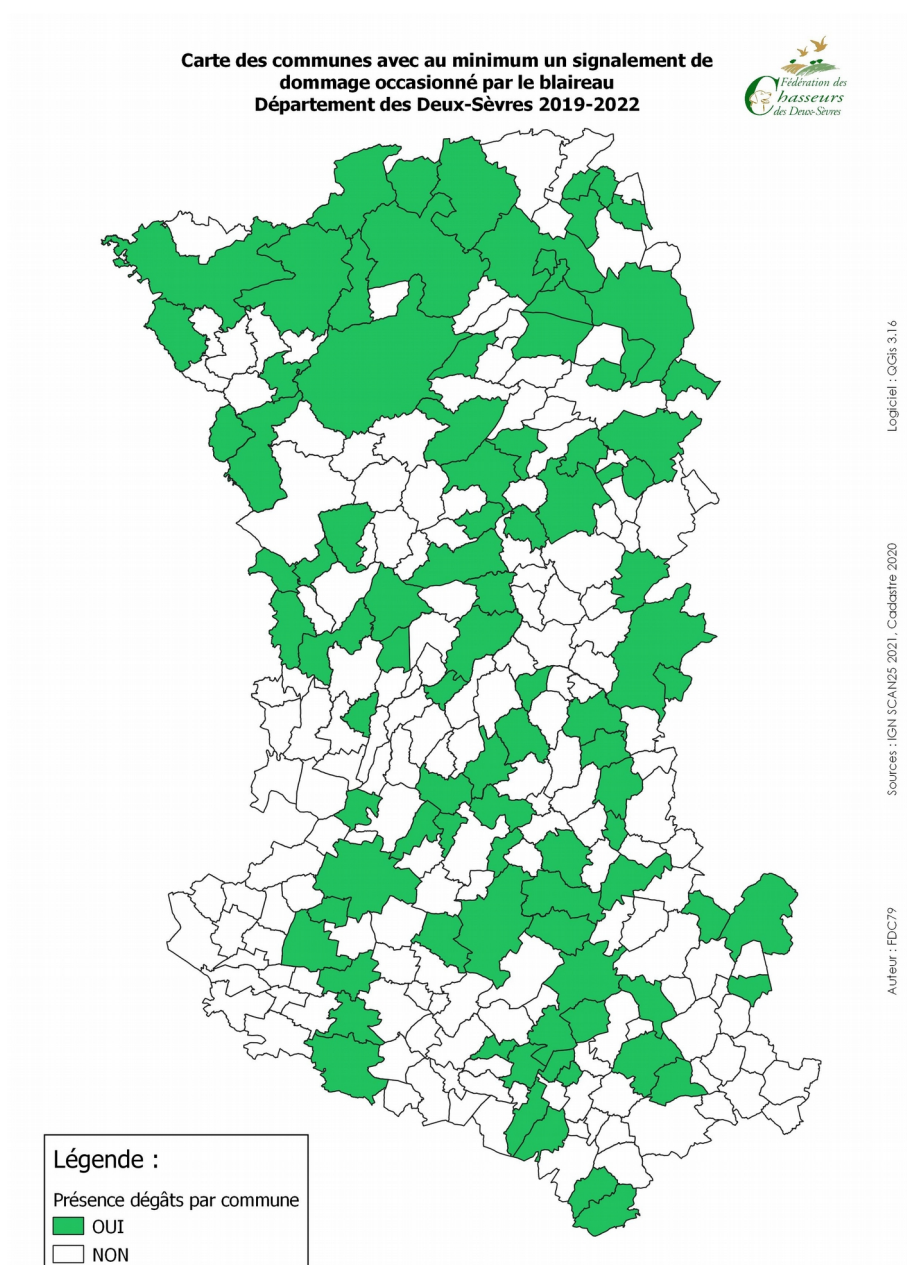 Carte des communes avec au minimum un signalement de
dommage occasionné par le blaireau
Département des Deux-Sèvres 2019-2022
Fédération des
Chasseurs
des Deux-Sèvres
Logiciel : QGis 3.16
Sources : IGN SCAN25 2021, Cadastre 2020
Auteur : FDC79
Légende :
Présence dégâts par commune
OUI
NON